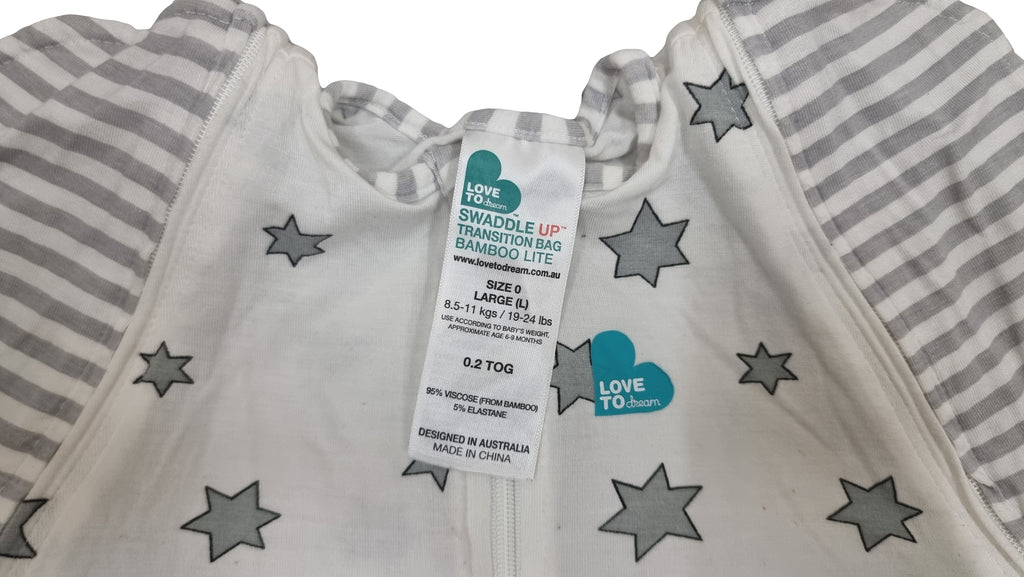 LOVE
TO dream™
SWADDLE UP™
TRANSITION BAG
BAMBOO LITE
www.lovetodream.com.au
SIZE 0
LARGE (L)
8.5-11 kgs / 19-24 lbs
USE ACCORDING TO BABY'S WEIGHT,
APPROXIMATE AGE 6-9 MONTHS
0.2 TOG
95% VISCOSE (FROM BAMBOO)
5% ELASTANE
DESIGNED IN AUSTRALIA
MADE IN CHINA
LOVE
TO dream